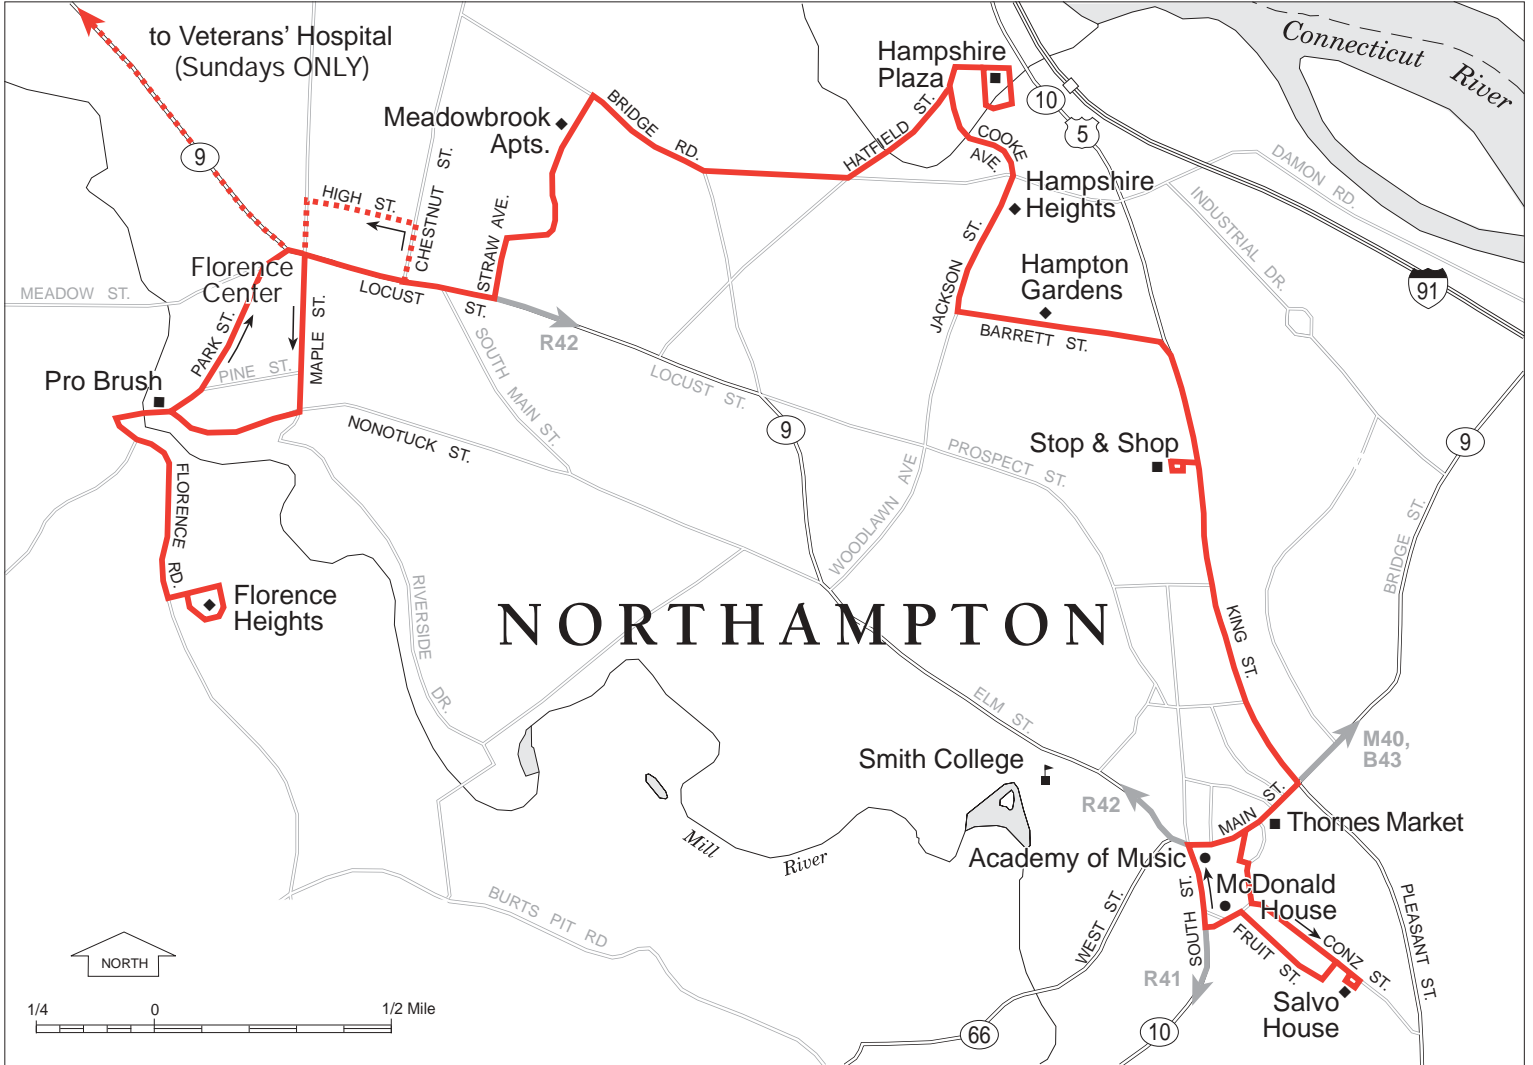 to Veterans' Hospital
(Sundays ONLY)
Hampshire
Plaza
Connecticut
River
10
5
Meadowbrook
Apts.
BRIDGE RD.
HATFIELD ST.
COOKE
AVE.
DAMON RD.
9
HIGH ST.
CHESTNUT ST.
STRAW AVE.
Hampshire
Heights
INDUSTRIAL DR.
Florence
Center
LOCUST ST.
JACKSON ST.
Hampton
Gardens
91
MEADOW ST.
R42
BARRETT ST.
PARK ST.
MAPLE ST.
PINE ST.
SOUTH MAIN ST.
LOCUST ST.
Pro Brush
NONOTUCK ST.
9
PROSPECT ST.
Stop & Shop
9
FLORENCE RD.
WOODLAWN AVE
BRIDGE ST.
Florence
Heights
RIVERSIDE DR.
NORTHAMPTON
KING ST.
ELM ST.
M40,
B43
Smith College
R42
MAIN ST.
Thornes Market
Mill
River
Academy of Music
McDonald
House
BURTS PIT RD
WEST ST.
SOUTH ST.
FRUIT ST.
CONZ ST.
PLEASANT ST.
NORTH
R41
Salvo
House
1/4
0
1/2 Mile
66
10